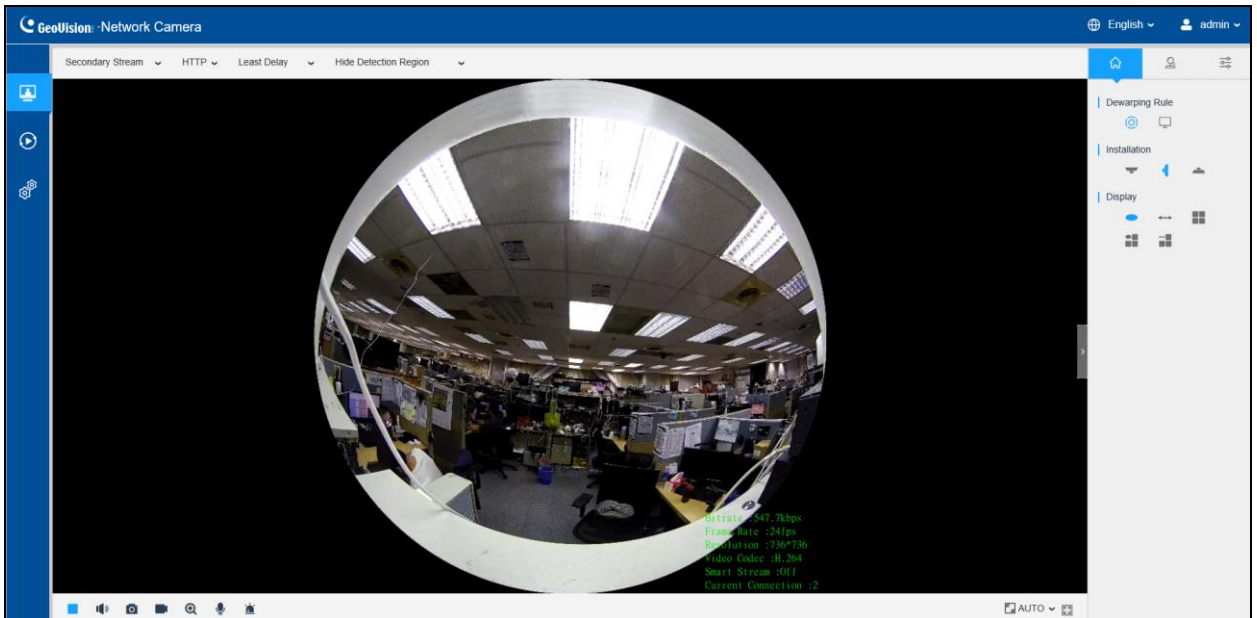 GeoVision: ·Network Camera
English
admin
Secondary Stream
HTTP
Least Delay
Hide Detection Region
Dewarping Rule
Installation
Display
Bitrate :547.7kbps
Frame Rate :24fps
Resolution :736*736
Video Codec :H.264
Smart Stream :Off
Current Connection :2
AUTO